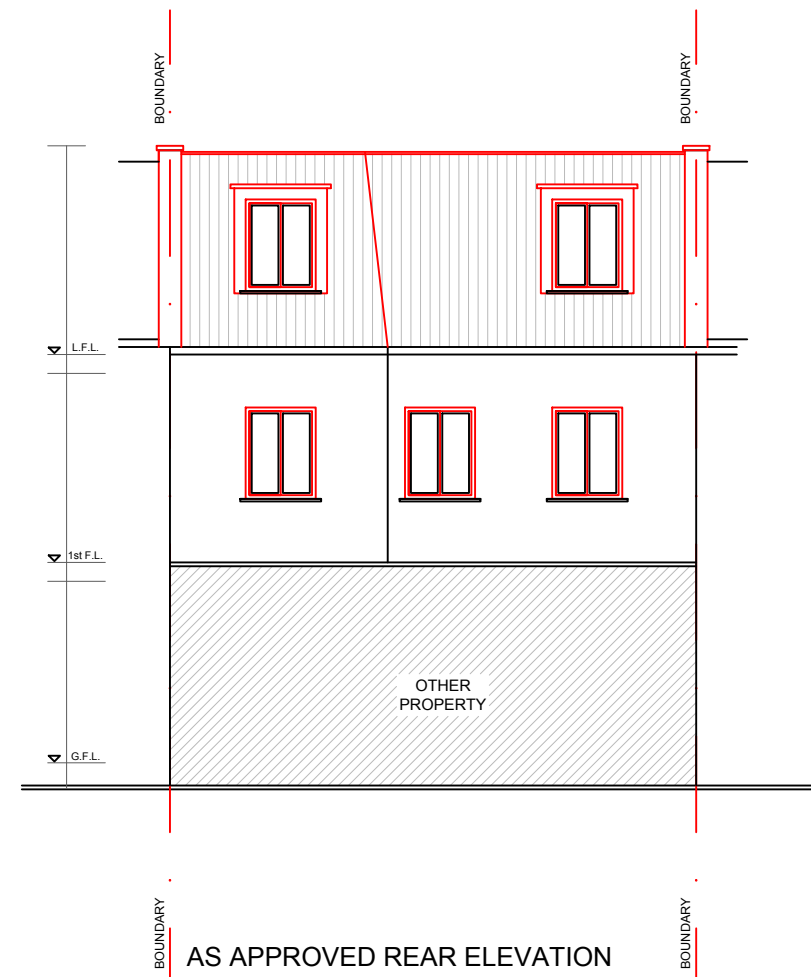 BOUNDARY
BOUNDARY
L.F.L.
1st F.L.
OTHER
PROPERTY
G.F.L.
BOUNDARY
BOUNDARY
AS APPROVED REAR ELEVATION